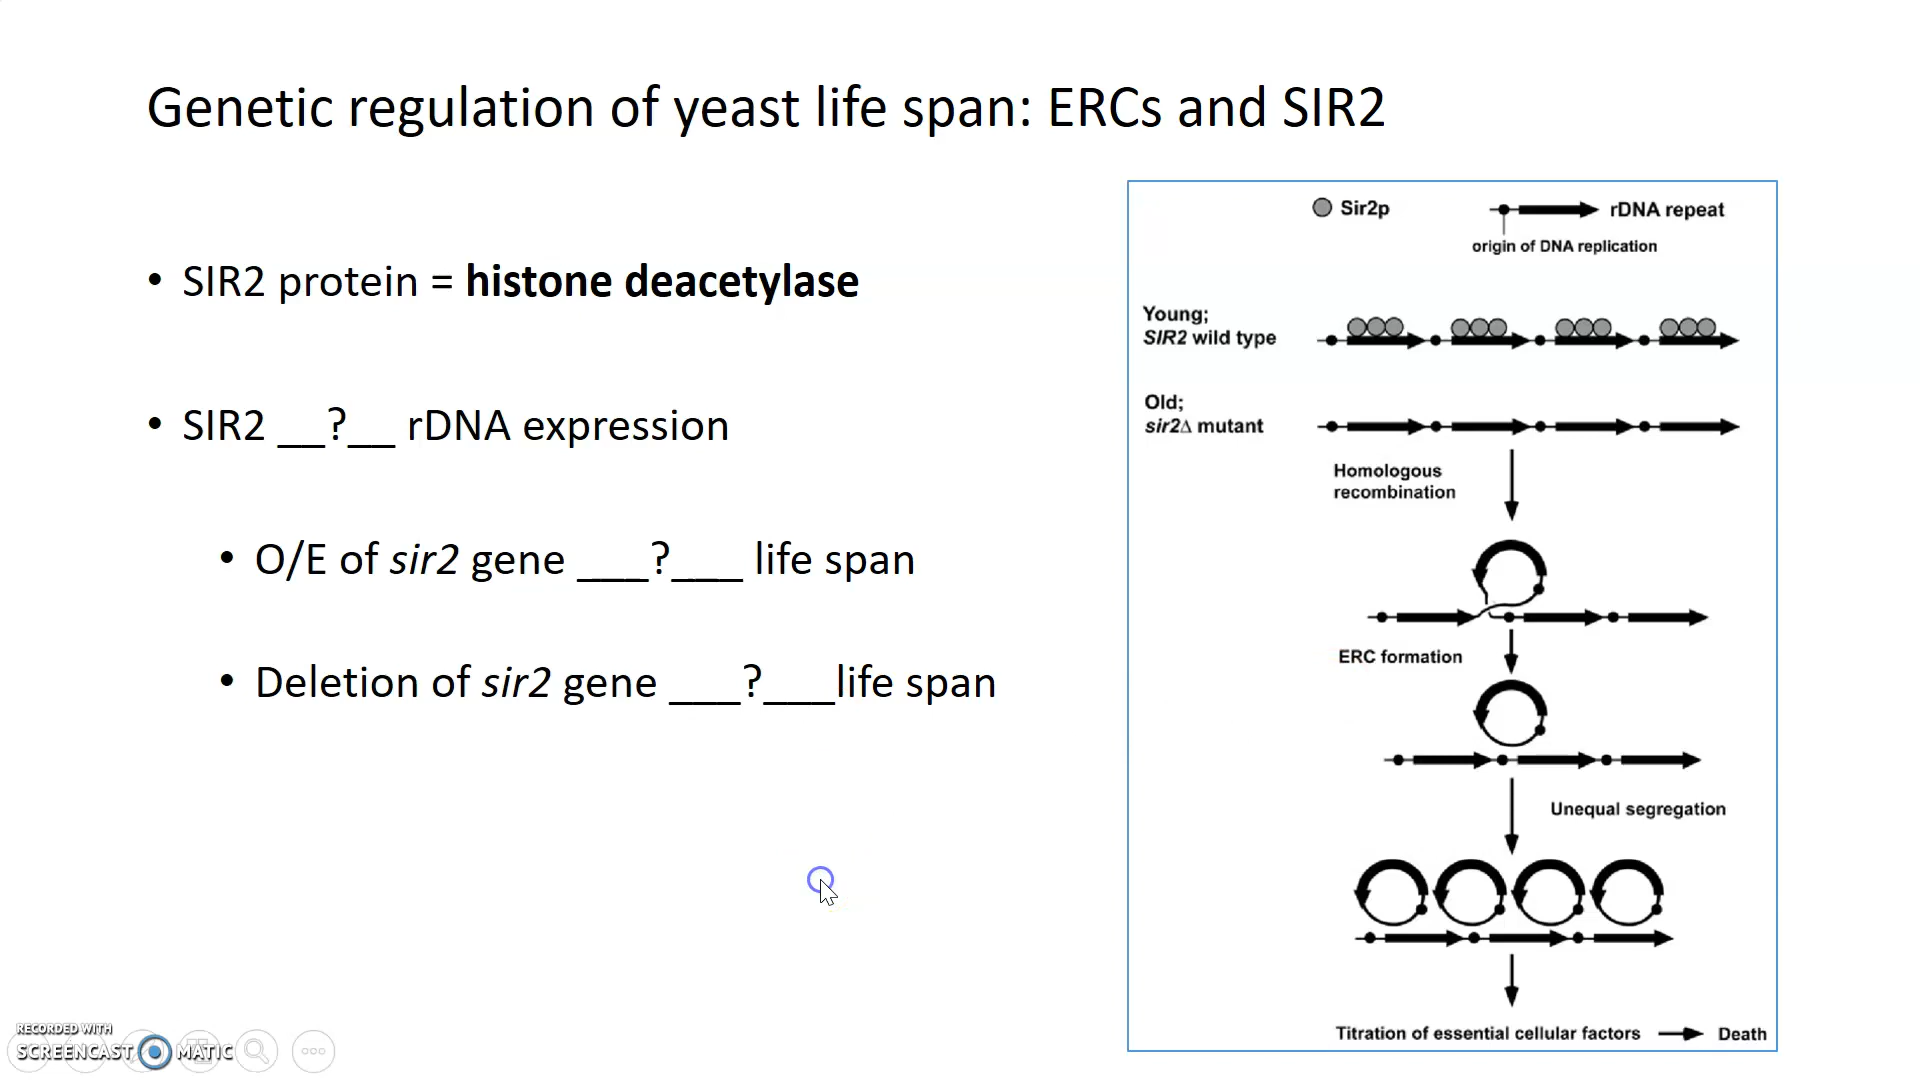 Genetic regulation of yeast life span: ERCs and SIR2
• SIR2 protein = histone deacetylase
• SIR2 __?__ rDNA expression
• O/E of sir2 gene ___?___ life span
• Deletion of sir2 gene ___?___life span
Sir2p
rDNA repeat
origin of DNA replication
Young;
SIR2 wild type
Old;
sir2Δ mutant
Homologous
recombination
ERC formation
Unequal segregation
Titration of essential cellular factors
Death
RECORDED WITH
SCREENCAST MATIC